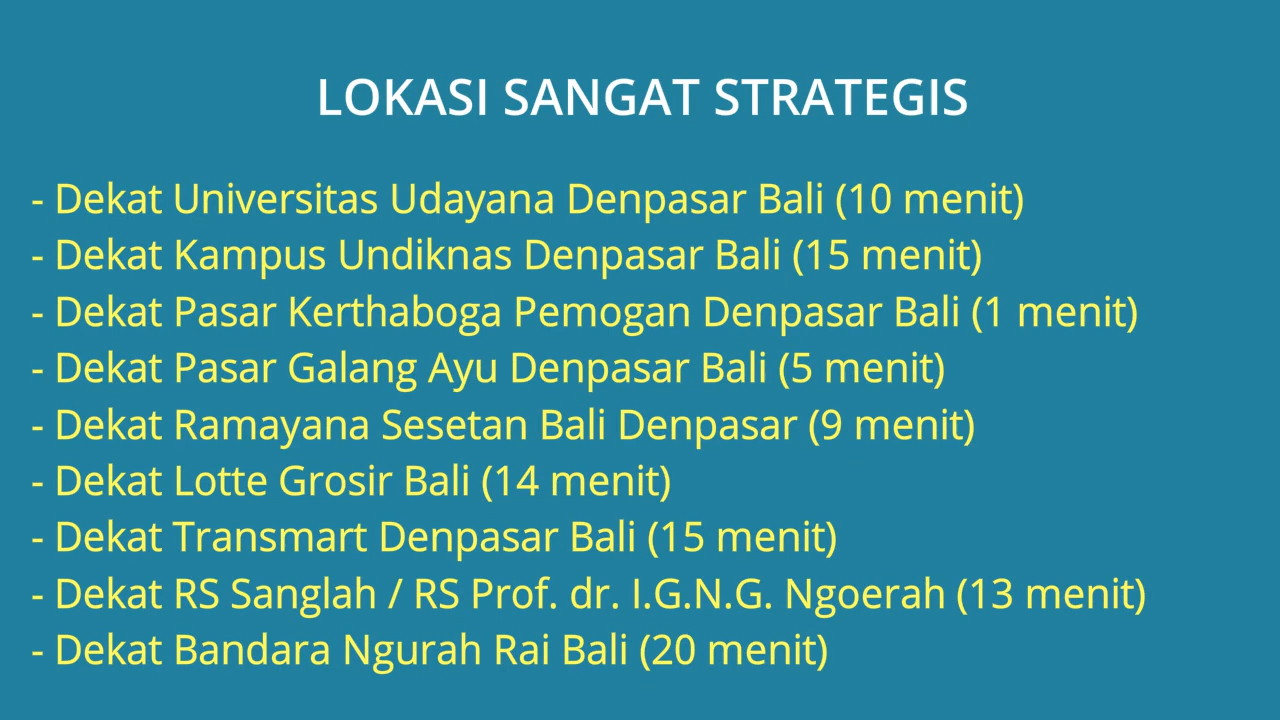 LOKASI SANGAT STRATEGIS
- Dekat Universitas Udayana Denpasar Bali (10 menit)
- Dekat Kampus Undiknas Denpasar Bali (15 menit)
- Dekat Pasar Kerthaboga Pemogan Denpasar Bali (1 menit)
- Dekat Pasar Galang Ayu Denpasar Bali (5 menit)
- Dekat Ramayana Sesetan Bali Denpasar (9 menit)
- Dekat Lotte Grosir Bali (14 menit)
- Dekat Transmart Denpasar Bali (15 menit)
- Dekat RS Sanglah / RS Prof. dr. I.G.N.G. Ngoerah (13 menit)
- Dekat Bandara Ngurah Rai Bali (20 menit)